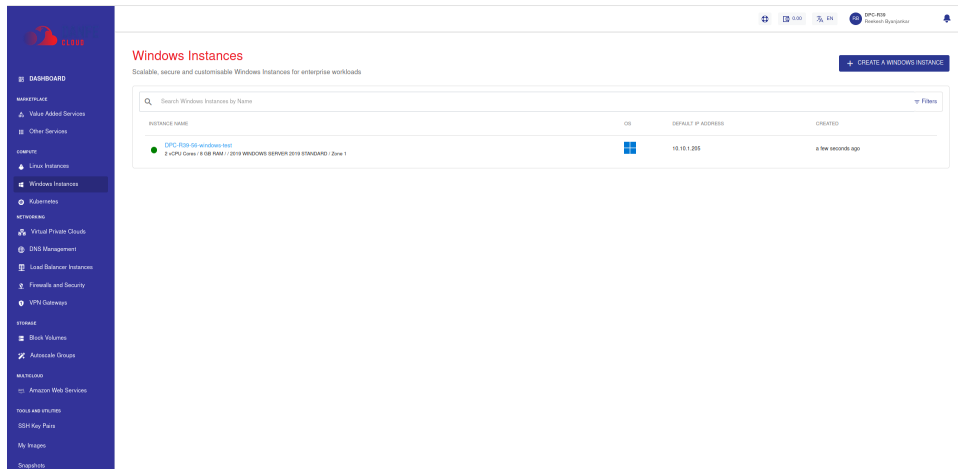 CLOUD
0.00
EN
RB
DPC-R39
DASHBOARD
MARKETPLACE
Value Added Services
Other Services
COMPUTE
Linux Instances
Windows Instances
Kubernetes
NETWORKING
Virtual Private Clouds
DNS Management
Load Balancer Instances
Firewalls and Security
VPN Gateways
STORAGE
Block Volumes
Autoscale Groups
MULTICLOUD
Amazon Web Services
TOOLS AND UTILITIES
SSH Key Pairs
My Images
Snapshots
Windows Instances
Scalable, secure and customisable Windows Instances for enterprise workloads
+ CREATE A WINDOWS INSTANCE
Search Windows Instances by Name
Filters
INSTANCE NAME OS DEFAULT IP ADDRESS CREATED
DPC-R39-56-windows-test 10.10.1.205 a few seconds ago
2 vCPU Cores / 6 GB RAM / / 2019 WINDOWS SERVER 2019 STANDARD / Zone 1